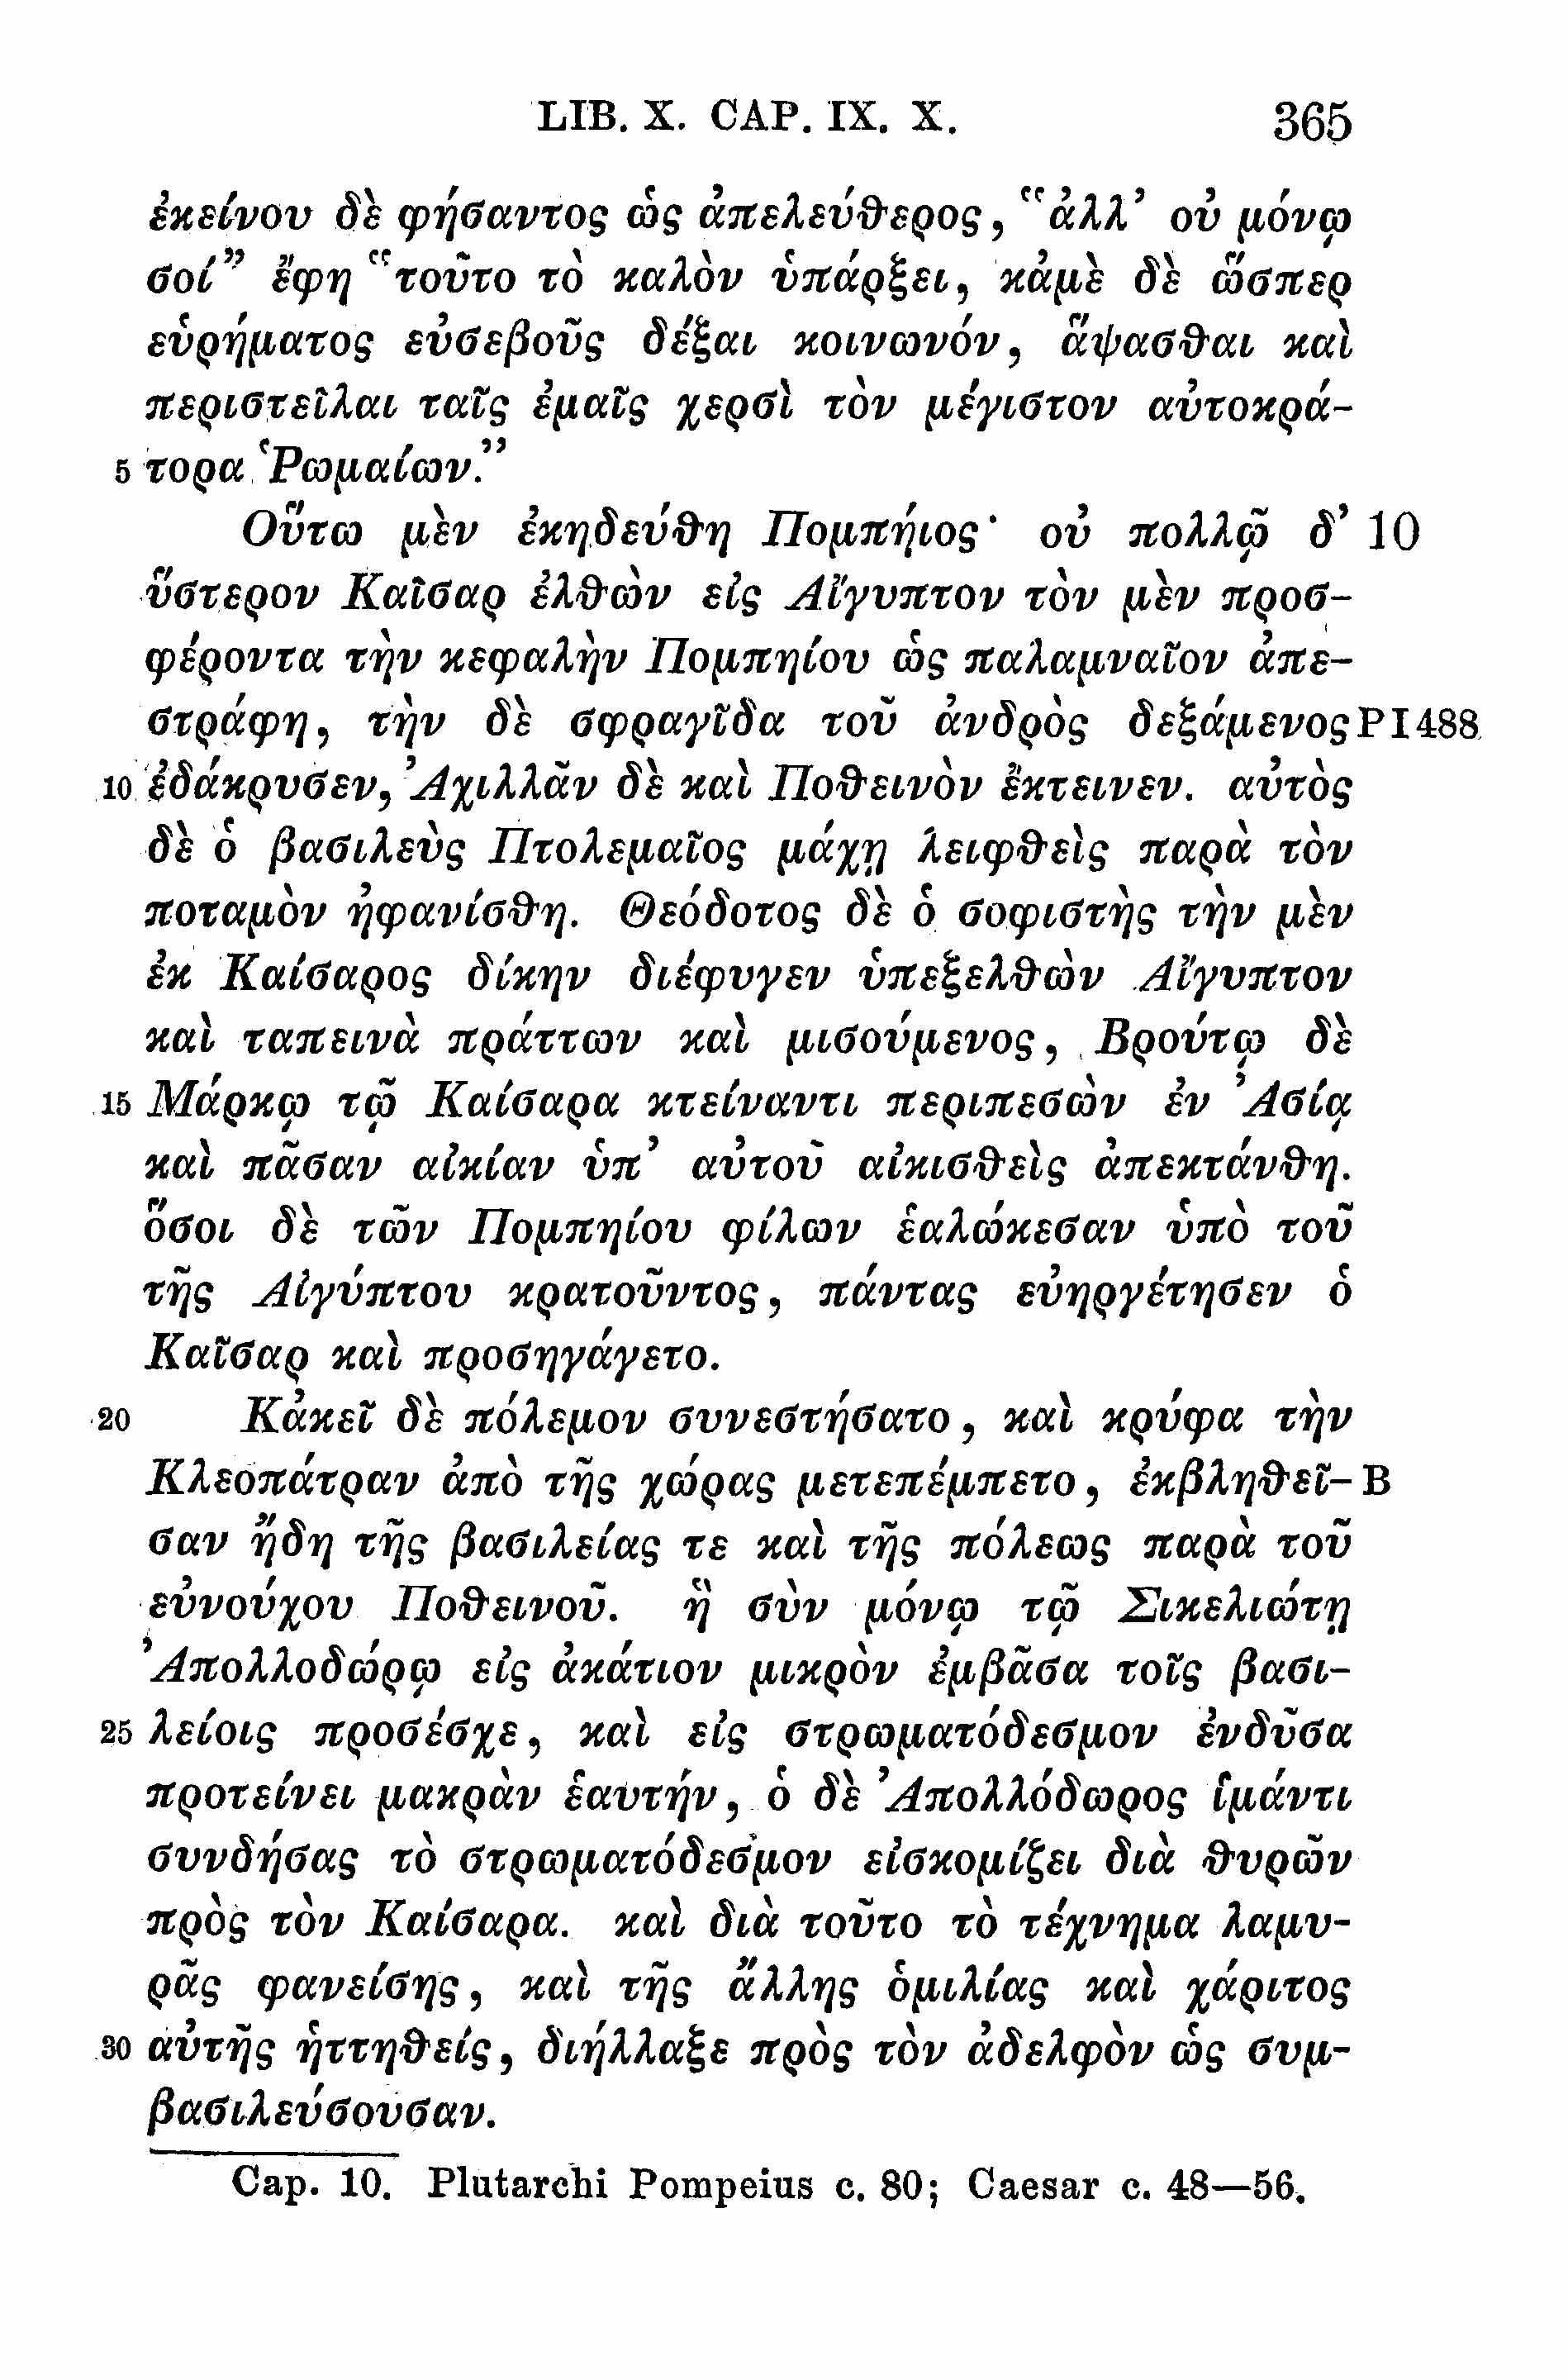 LIB. X. CAP. IX. X. 365
ἐκείνου δὲ φήσαντος ὡς ἀπελεύθερος, “ἀλλ’ οὐ μόνῳ
σοί” ἔφη “τοῦτο τὸ καλὸν ὑπάρξει, κἀμὲ δὲ ὥσπερ
εὑρήματος εὐσεβοῦς δέξαι κοινωνόν, ἅψασθαι καὶ
περιστεῖλαι ταῖς ἐμαῖς χερσὶ τὸν μέγιστον αὐτοκρά-
5 τορα Ῥωμαίων.”
Οὕτω μὲν ἐκηδεύθη Πομπήιος· οὐ πολλῷ δ’ 10
ὕστερον Καῖσαρ ἐλθὼν εἰς Αἴγυπτον τὸν μὲν προσ-
φέροντα τὴν κεφαλὴν Πομπηίου ὡς παλαμναῖον ἀπε-
στράφη, τὴν δὲ σφραγῖδα τοῦ ἀνδρὸς δεξάμενος P I 488
10 ἐδάκρυσεν, Ἀχιλλᾶν δὲ καὶ Ποθεινὸν ἔκτεινεν. αὐτὸς
δὲ ὁ βασιλεὺς Πτολεμαῖος μάχῃ λειφθεὶς παρὰ τὸν
ποταμὸν ἠφανίσθη. Θεόδοτος δὲ ὁ σοφιστὴς τὴν μὲν
ἐκ Καίσαρος δίκην διέφυγεν ὑπεξελθὼν Αἴγυπτον
καὶ ταπεινὰ πράττων καὶ μισούμενος, Βρούτῳ δὲ
15 Μάρκῳ τῷ Καίσαρα κτείναντι περιπεσὼν ἐν Ἀσίᾳ
καὶ πᾶσαν αἰκίαν ὑπ’ αὐτοῦ αἰκισθεὶς ἀπεκτάνθη.
ὅσοι δὲ τῶν Πομπηίου φίλων ἑαλώκεσαν ὑπὸ τοῦ
τῆς Αἰγύπτου κρατοῦντος, πάντας εὐηργέτησεν ὁ
Καῖσαρ καὶ προσηγάγετο.
20 Κἀκεῖ δὲ πόλεμον συνεστήσατο, καὶ κρύφα τὴν
Κλεοπάτραν ἀπὸ τῆς χώρας μετεπέμπετο, ἐκβληθεῖ- B
σαν ἤδη τῆς βασιλείας τε καὶ τῆς πόλεως παρὰ τοῦ
εὐνούχου Ποθεινοῦ. ἣ σὺν μόνῳ τῷ Σικελιώτῃ
Ἀπολλοδώρῳ εἰς ἀκάτιον μικρὸν ἐμβᾶσα τοῖς βασι-
25 λείοις προσέσχε, καὶ εἰς στρωματόδεσμον ἐνδῦσα
προτείνει μακρὰν ἑαυτήν, ὁ δὲ Ἀπολλόδωρος ἱμάντι
συνδήσας τὸ στρωματόδεσμον εἰσκομίζει διὰ θυρῶν
πρὸς τὸν Καίσαρα. καὶ διὰ τοῦτο τὸ τέχνημα λαμυ-
ρᾶς φανείσης, καὶ τῆς ἄλλης ὁμιλίας καὶ χάριτος
30 αὐτῆς ἡττηθείς, διήλλαξε πρὸς τὸν ἀδελφὸν ὡς συμ-
βασιλεύσουσαν.
Cap. 10. Plutarchi Pompeius c. 80; Caesar c. 48—56.